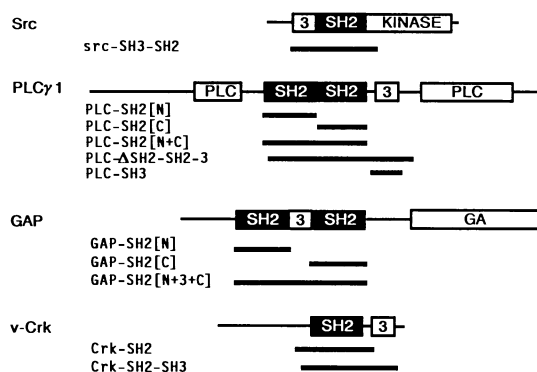 Src
3 SH2 KINASE
src-SH3-SH2
PLCγ1
PLC SH2 SH2 3 PLC
PLC-SH2[N]
PLC-SH2[C]
PLC-SH2[N+C]
PLC-ΔSH2-SH2-3
PLC-SH3
GAP
SH2 3 SH2 GA
GAP-SH2[N]
GAP-SH2[C]
GAP-SH2[N+3+C]
v-Crk
SH2 3
Crk-SH2
Crk-SH2-SH3